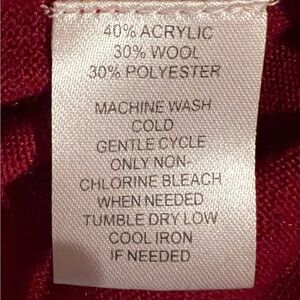 40% ACRYLIC
30% WOOL
30% POLYESTER
MACHINE WASH
COLD
GENTLE CYCLE
ONLY NON-
CHLORINE BLEACH
WHEN NEEDED
TUMBLE DRY LOW
COOL IRON
IF NEEDED